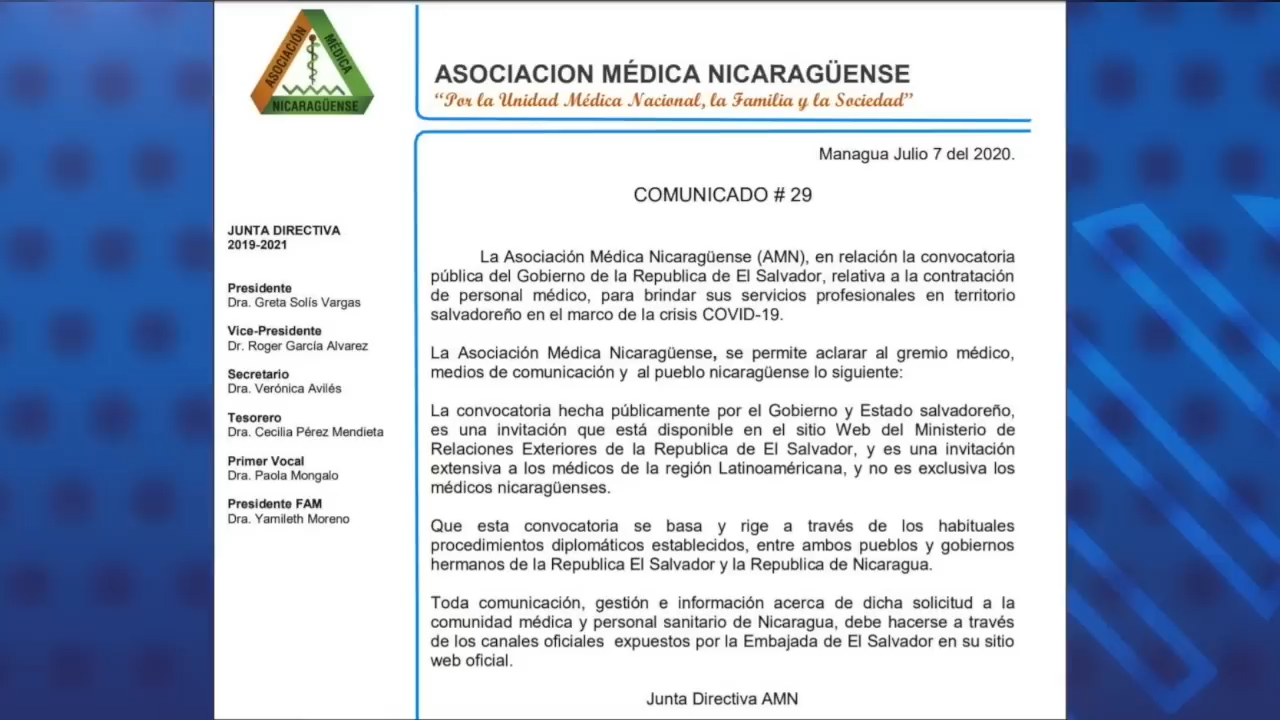 ASOCIACIÓN
MÉDICA
NICARAGÜENSE
ASOCIACION MÉDICA NICARAGÜENSE
“Por la Unidad Médica Nacional, la Familia y la Sociedad”
Managua Julio 7 del 2020.
COMUNICADO # 29
JUNTA DIRECTIVA
2019-2021
Presidente
Dra. Greta Solís Vargas
Vice-Presidente
Dr. Roger García Alvarez
Secretario
Dra. Verónica Avilés
Tesorero
Dra. Cecilia Pérez Mendieta
Primer Vocal
Dra. Paola Mongalo
Presidente FAM
Dra. Yamileth Moreno
La Asociación Médica Nicaragüense (AMN), en relación la convocatoria
pública del Gobierno de la Republica de El Salvador, relativa a la contratación
de personal médico, para brindar sus servicios profesionales en territorio
salvadoreño en el marco de la crisis COVID-19.
La Asociación Médica Nicaragüense, se permite aclarar al gremio médico,
medios de comunicación y al pueblo nicaragüense lo siguiente:
La convocatoria hecha públicamente por el Gobierno y Estado salvadoreño,
es una invitación que está disponible en el sitio Web del Ministerio de
Relaciones Exteriores de la Republica de El Salvador, y es una invitación
extensiva a los médicos de la región Latinoaméricana, y no es exclusiva los
médicos nicaragüenses.
Que esta convocatoria se basa y rige a través de los habituales
procedimientos diplomáticos establecidos, entre ambos pueblos y gobiernos
hermanos de la Republica El Salvador y la Republica de Nicaragua.
Toda comunicación, gestión e información acerca de dicha solicitud a la
comunidad médica y personal sanitario de Nicaragua, debe hacerse a través
de los canales oficiales expuestos por la Embajada de El Salvador en su sitio
web oficial.
Junta Directiva AMN